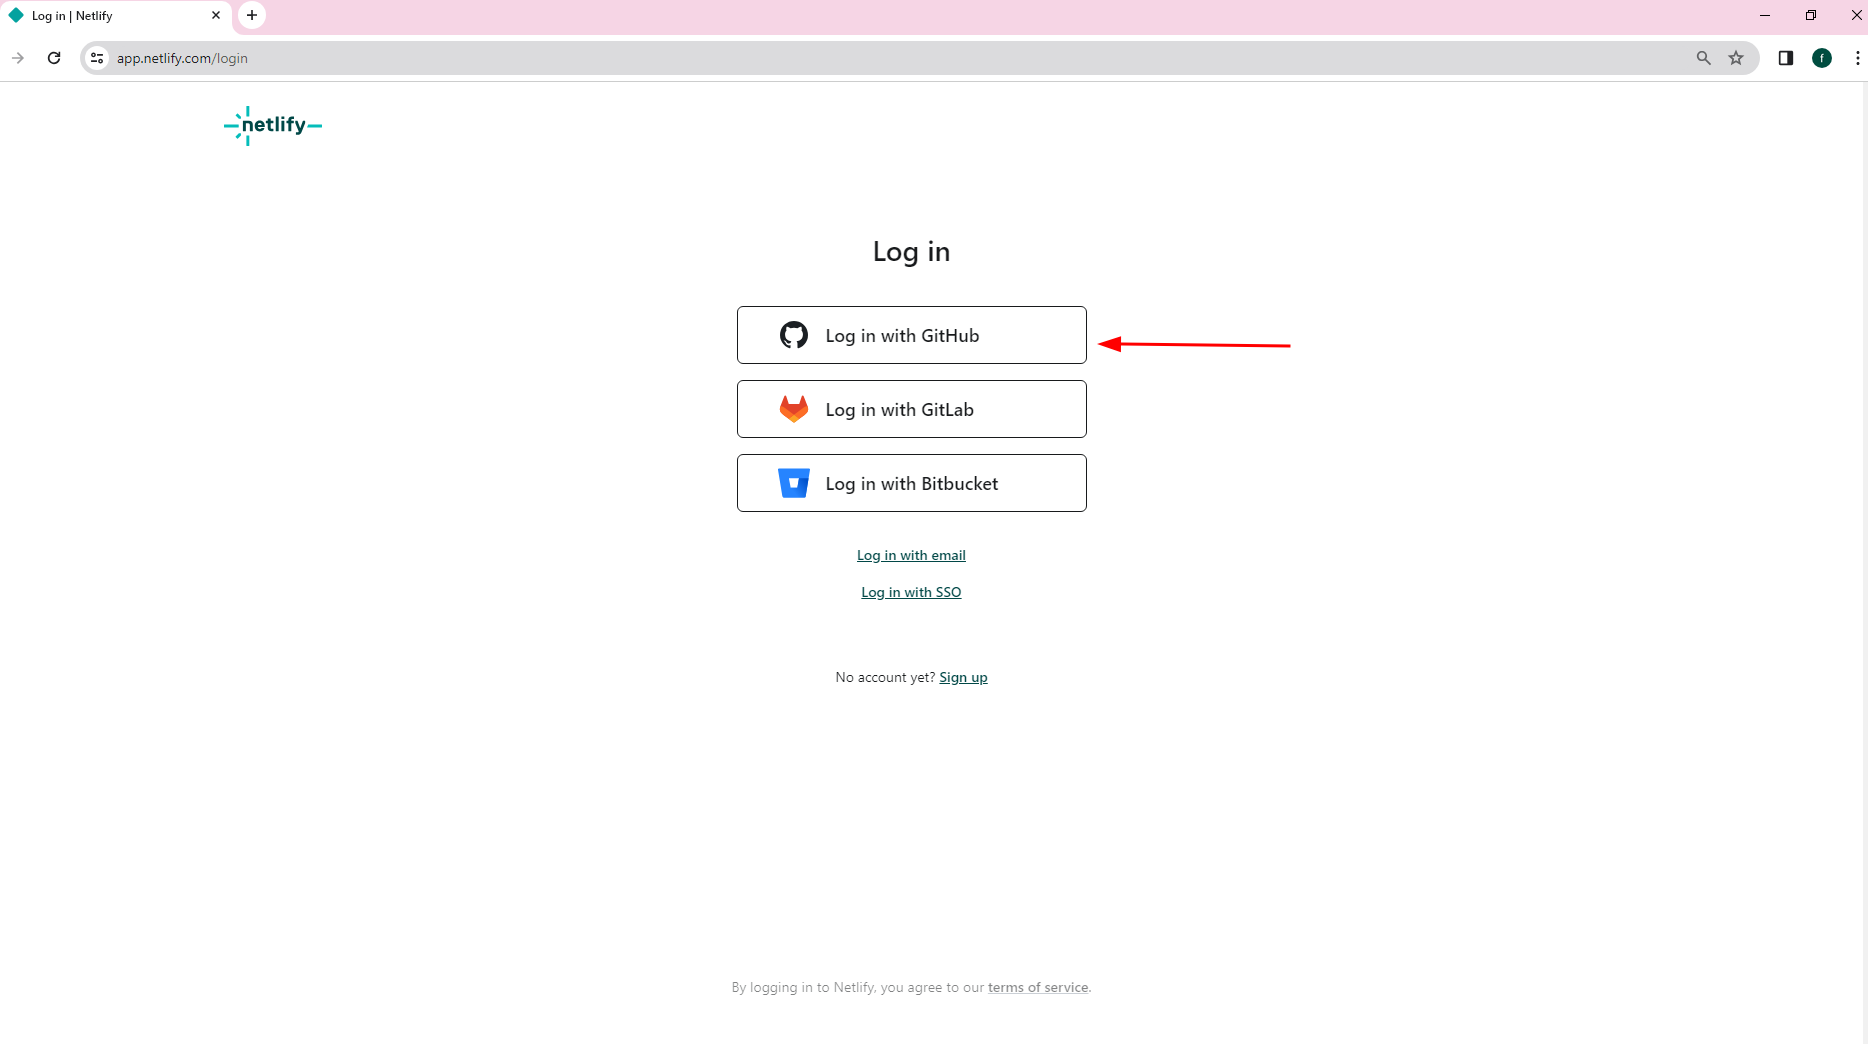 Log in | Netlify
app.netlify.com/login
f
netlify
Log in
Log in with GitHub
Log in with GitLab
Log in with Bitbucket
Log in with email
Log in with SSO
No account yet? Sign up
By logging in to Netlify, you agree to our terms of service.